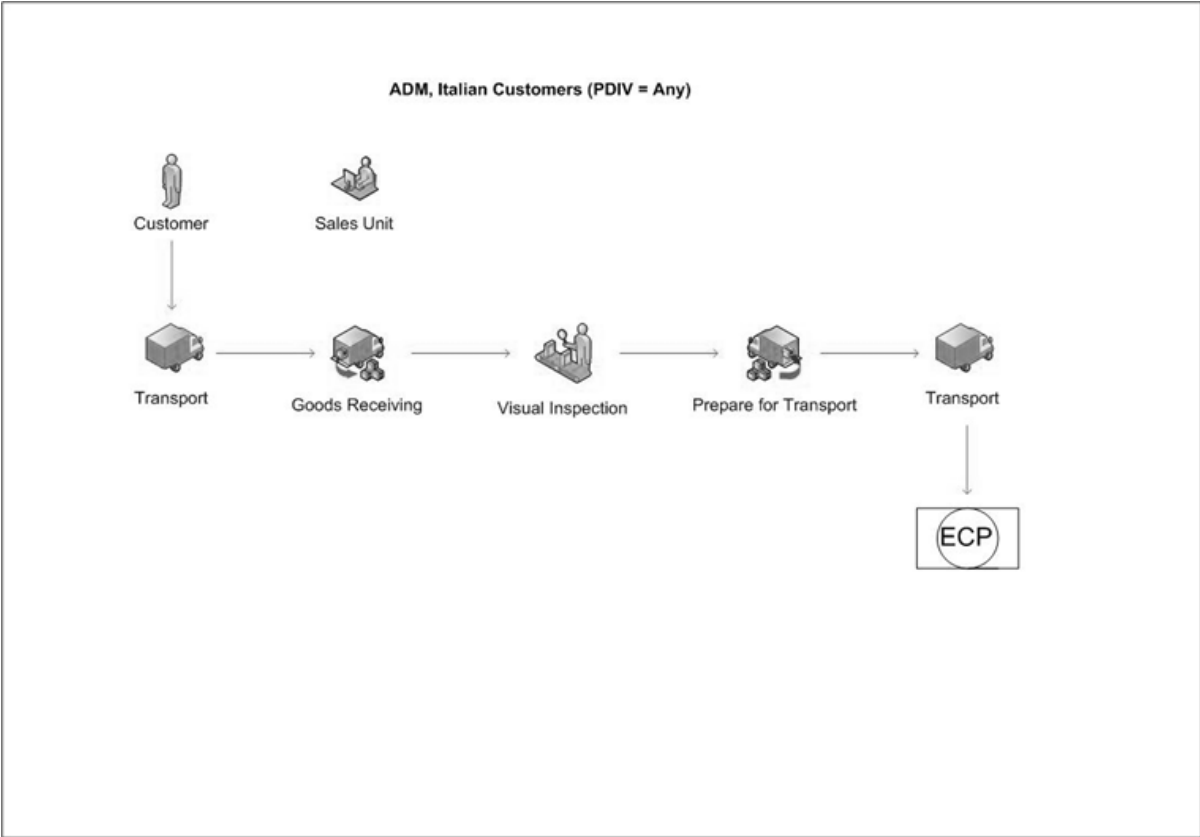 ADM, Italian Customers (PDIV = Any)
Customer
Sales Unit
Transport
Goods Receiving
Visual Inspection
Prepare for Transport
Transport
ECP